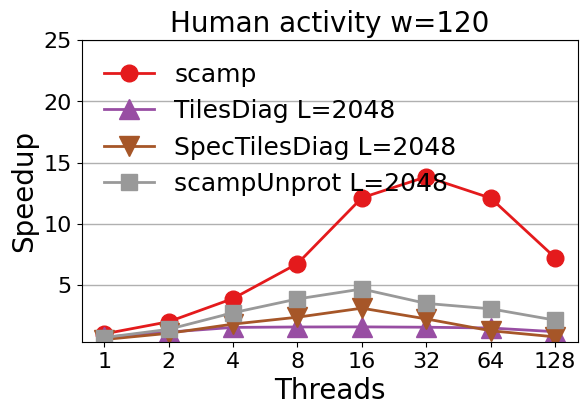 Human activity w=120
25
20
15
10
5
Speedup
scamp
TilesDiag L=2048
SpecTilesDiag L=2048
scampUnprot L=2048
1 2 4 8 16 32 64 128
Threads